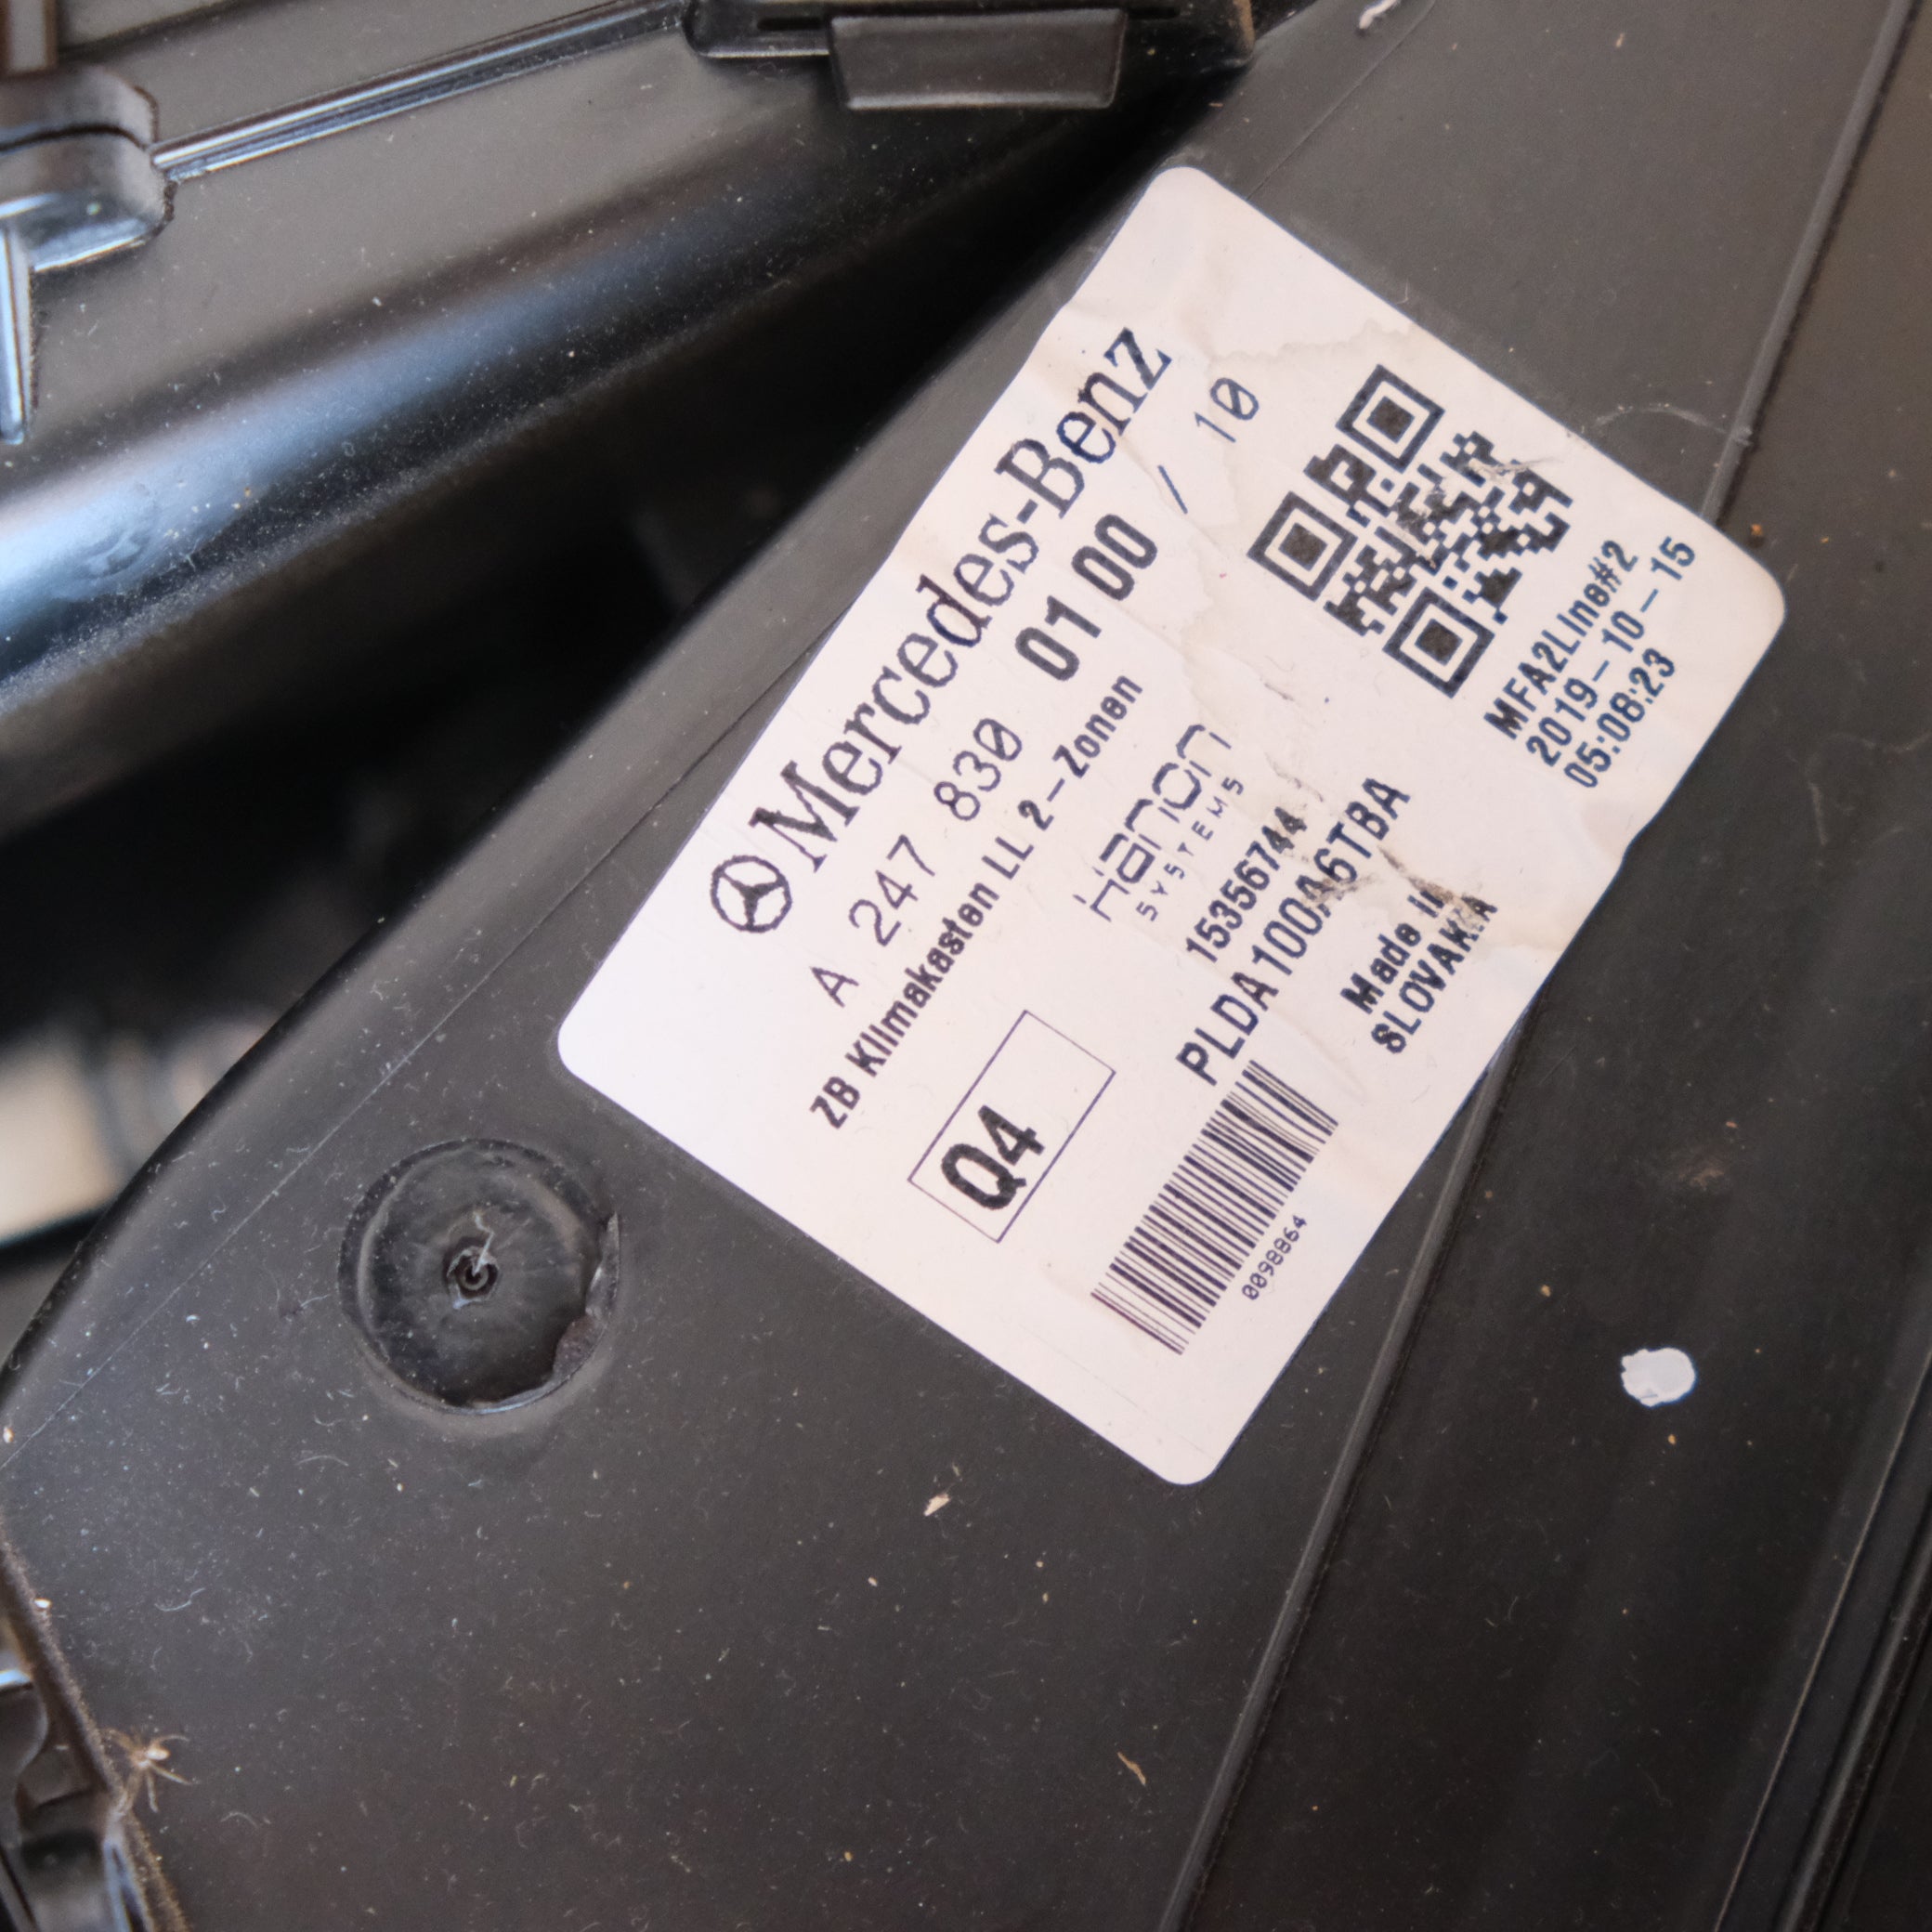 Mercedes-Benz
A 247 830 01 00 / 10
ZB Klimakasten LL 2-Zonen
Q4
Hanon
SYSTEMS
15356744
PLDA100A6TBA
Made in
SLOVAKIA
0098864
MFA2Line#2
2019-10-15
05:08:23